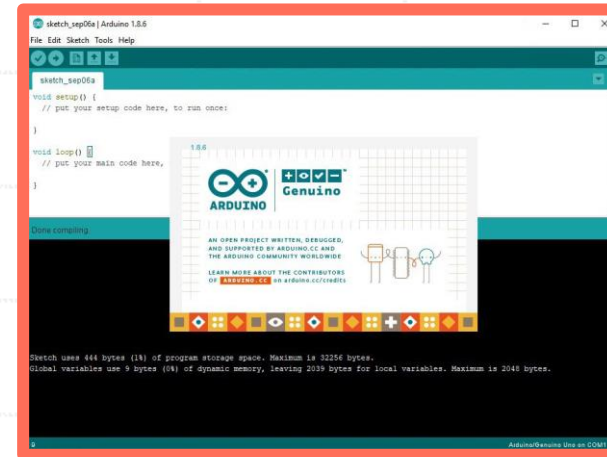 sketch_sep06a | Arduino 1.8.6
File Edit Sketch Tools Help
sketch_sep06a
void setup() {
// put your setup code here, to run once:
}
void loop() {
// put your main code here,
}
1.8.6
ARDUINO
Genuino
AN OPEN PROJECT WRITTEN, DEBUGGED,
AND SUPPORTED BY ARDUINO.CC AND
THE ARDUINO COMMUNITY WORLDWIDE
LEARN MORE ABOUT THE CONTRIBUTORS
OF ARDUINO.CC on arduino.cc/credits
Done compiling.
Sketch uses 444 bytes (1%) of program storage space. Maximum is 32256 bytes.
Global variables use 9 bytes (0%) of dynamic memory, leaving 2039 bytes for local variables. Maximum is 2048 bytes.
9
Arduino/Genuino Uno on COM1